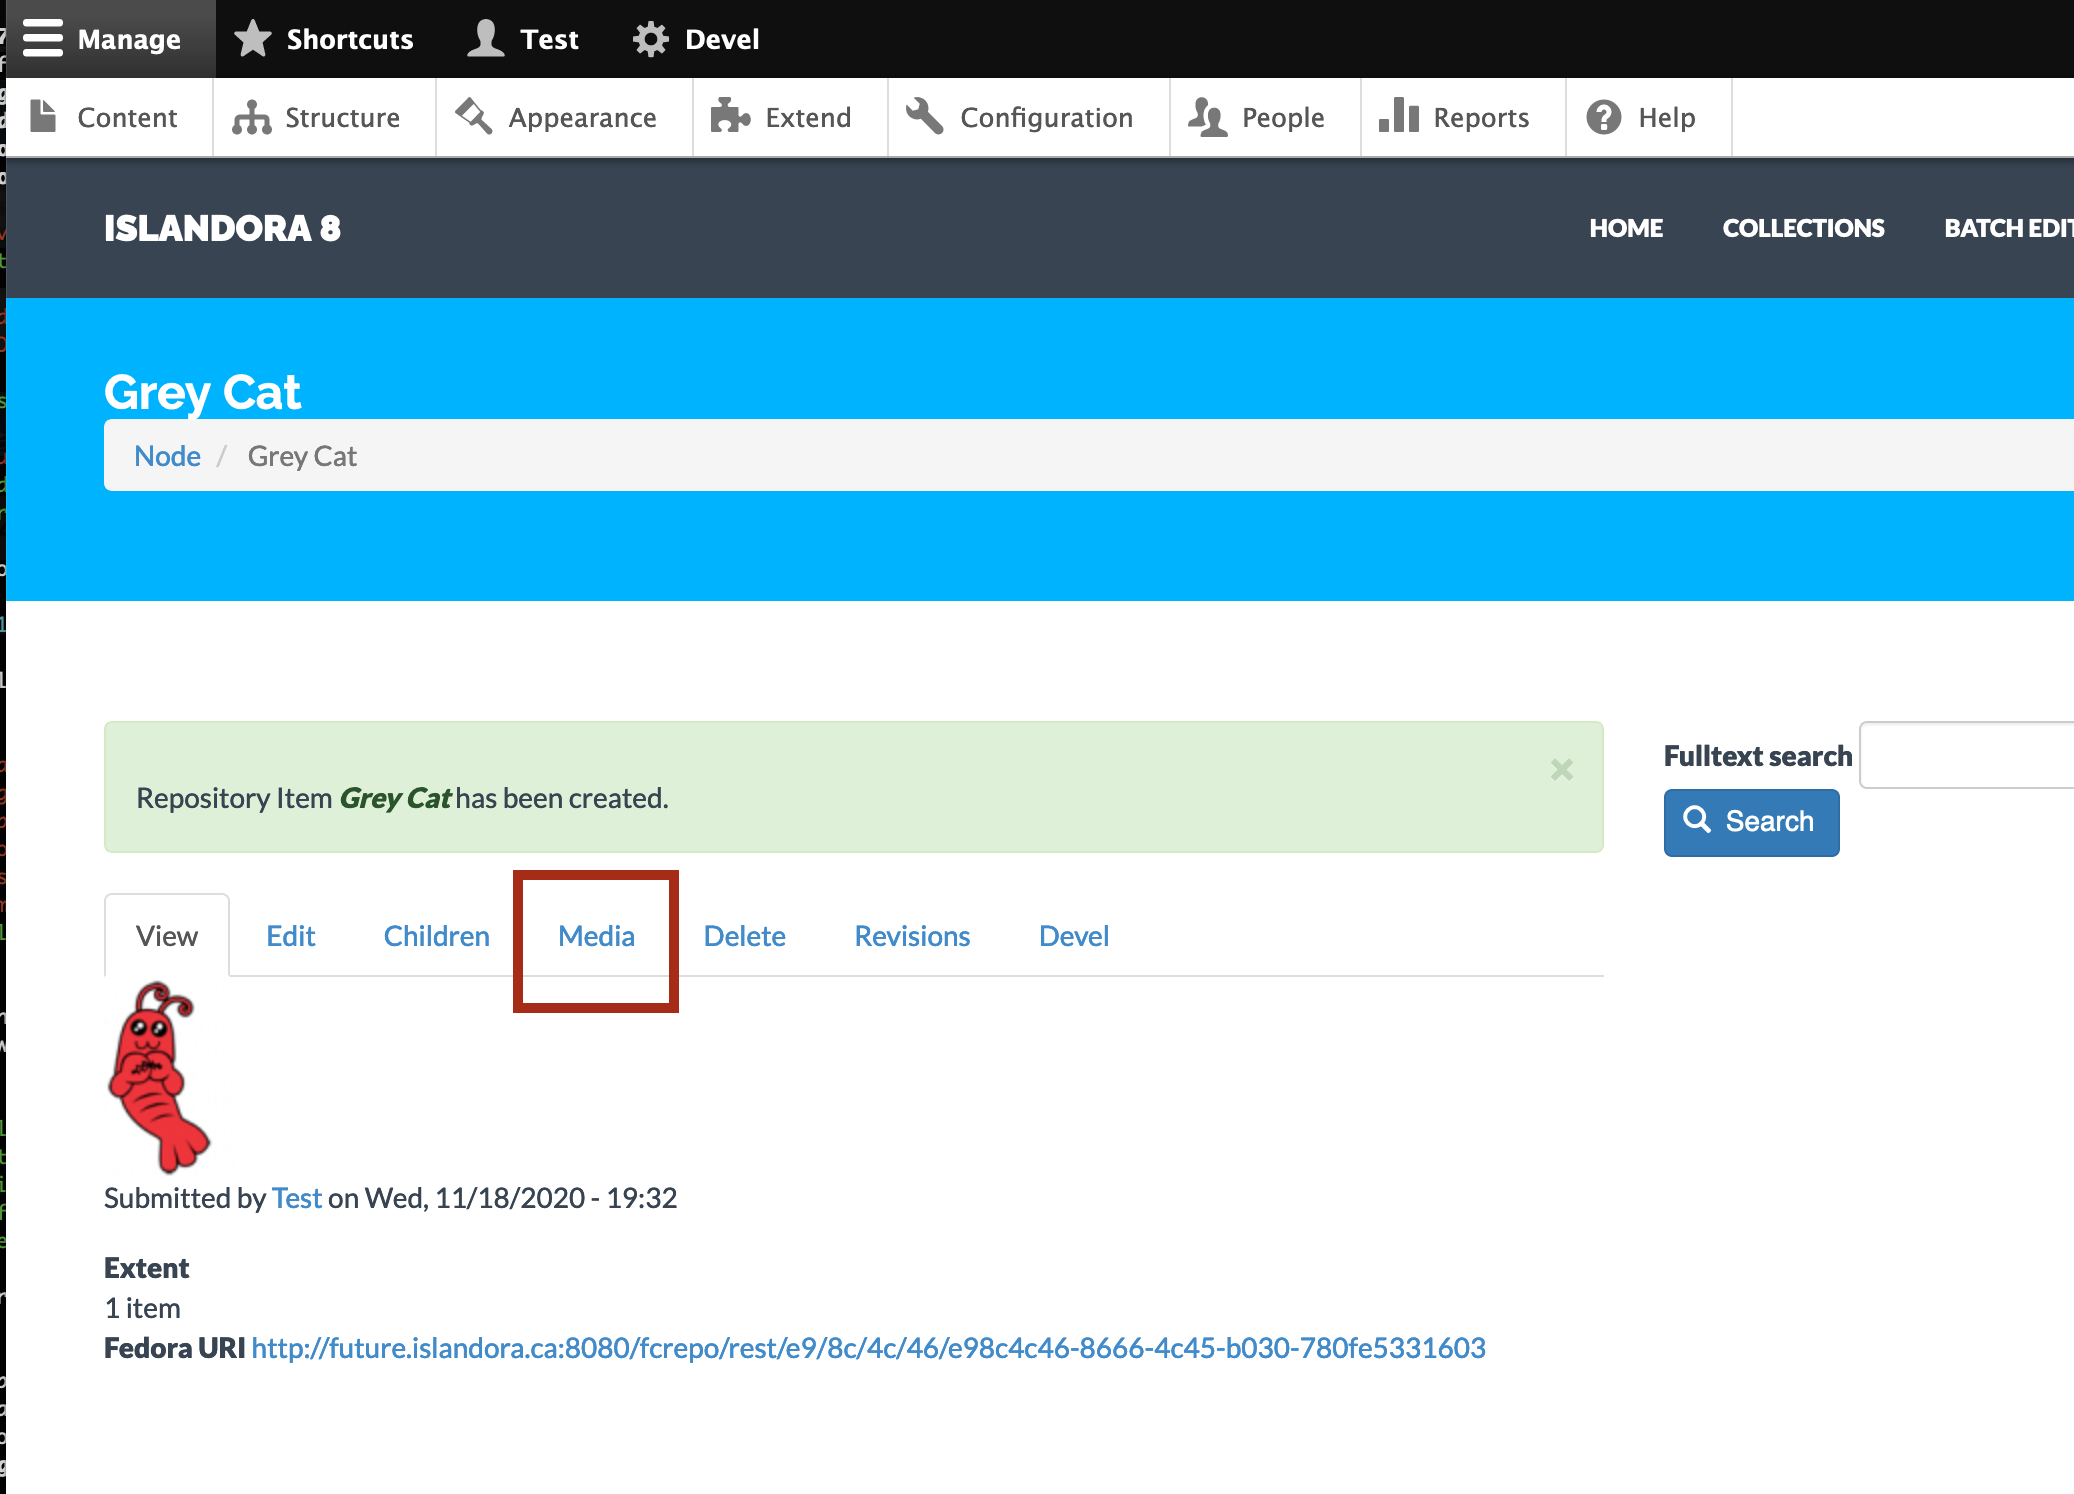 Manage Shortcuts Test Devel
Content Structure Appearance Extend Configuration People Reports Help
ISLANDORA 8 HOME COLLECTIONS BATCH EDIT
Grey Cat
Node / Grey Cat
Repository Item Grey Cat has been created. ×
Fulltext search
Search
View Edit Children Media Delete Revisions Devel
Submitted by Test on Wed, 11/18/2020 - 19:32
Extent
1 item
Fedora URI http://future.islandora.ca:8080/fcrepo/rest/e9/8c/4c/46/e98c4c46-8666-4c45-b030-780fe5331603